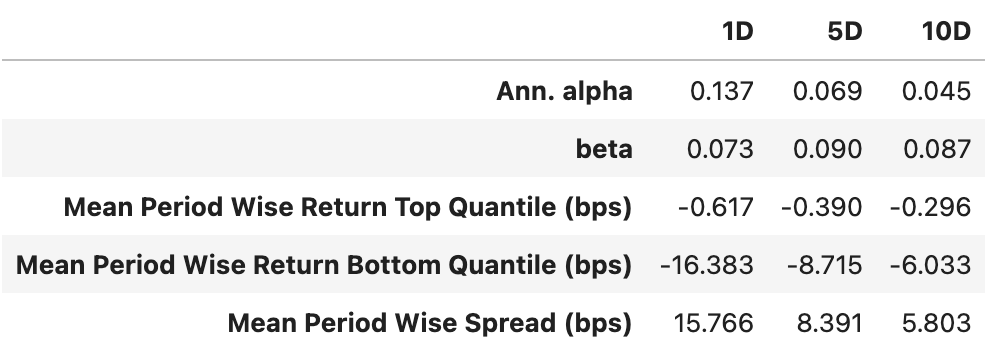 1D 5D 10D
Ann. alpha 0.137 0.069 0.045
beta 0.073 0.090 0.087
Mean Period Wise Return Top Quantile (bps) -0.617 -0.390 -0.296
Mean Period Wise Return Bottom Quantile (bps) -16.383 -8.715 -6.033
Mean Period Wise Spread (bps) 15.766 8.391 5.803